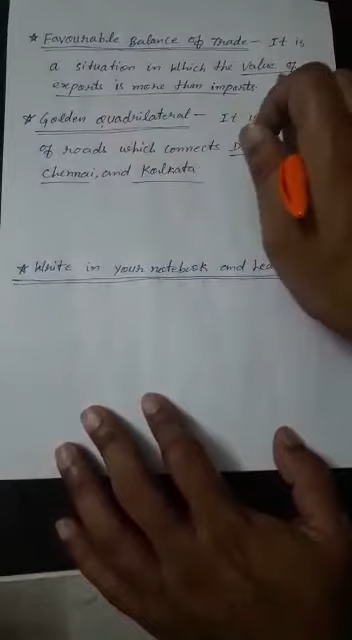 ★ Favourable Balance of Trade - It is
a situation in which the value of
exports is more than imports.
★ Golden quadrilateral - It
of roads which connects
Chennai, and Kolkata
★ Write in your notebook and